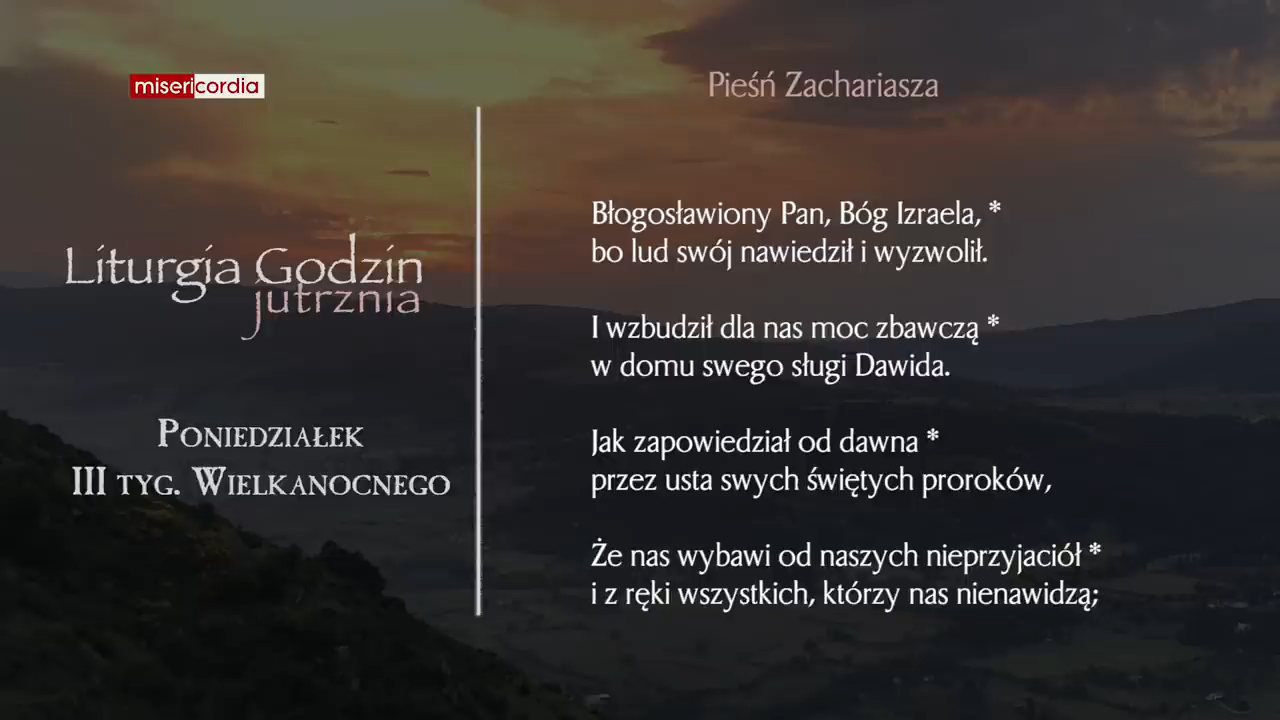 misericordia
Liturgia Godzin
jutrznia
Poniedziałek
III tyg. Wielkanocnego
Pieśń Zachariasza
Błogosławiony Pan, Bóg Izraela, *
bo lud swój nawiedził i wyzwolił.
I wzbudził dla nas moc zbawczą *
w domu swego sługi Dawida.
Jak zapowiedział od dawna *
przez usta swych świętych proroków,
Że nas wybawi od naszych nieprzyjaciół *
i z ręki wszystkich, którzy nas nienawidzą;